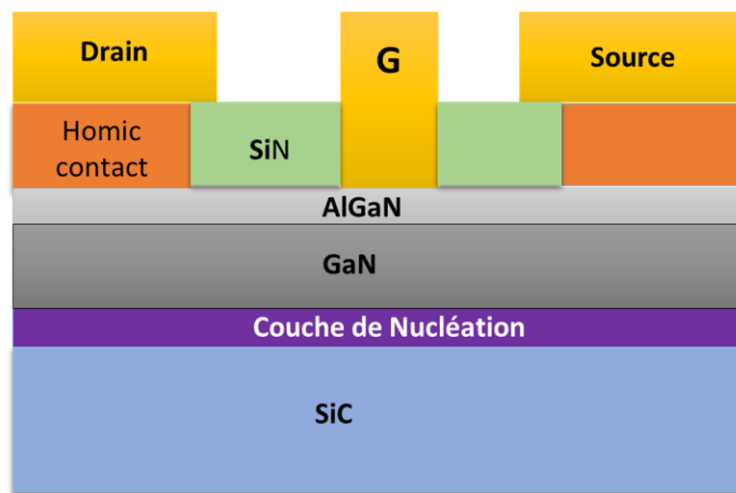 Drain
G
Source
Homic
contact
SiN
AlGaN
GaN
Couche de Nucléation
SiC